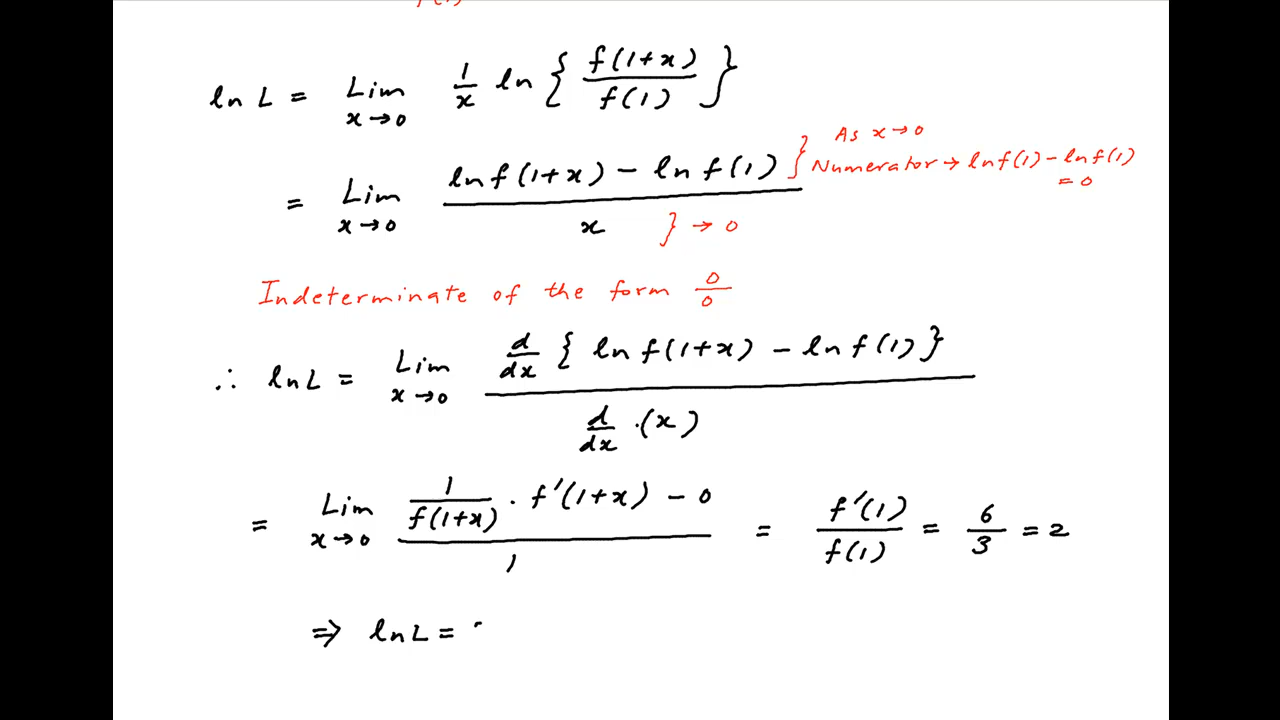 f(1)
ln L = Lim x→0 1/x ln { f(1+x) / f(1) }
= Lim x→0 ln f(1+x) − ln f(1) / x
} As x→0
Numerator → ln f(1) − ln f(1)
= 0
} → 0
Indeterminate of the form 0/0
∴ ln L = Lim x→0 d/dx { ln f(1+x) − ln f(1) } / d/dx · (x)
= Lim x→0 1/f(1+x) · f'(1+x) − 0 / 1 = f'(1) / f(1) = 6/3 = 2
⇒ ln L =